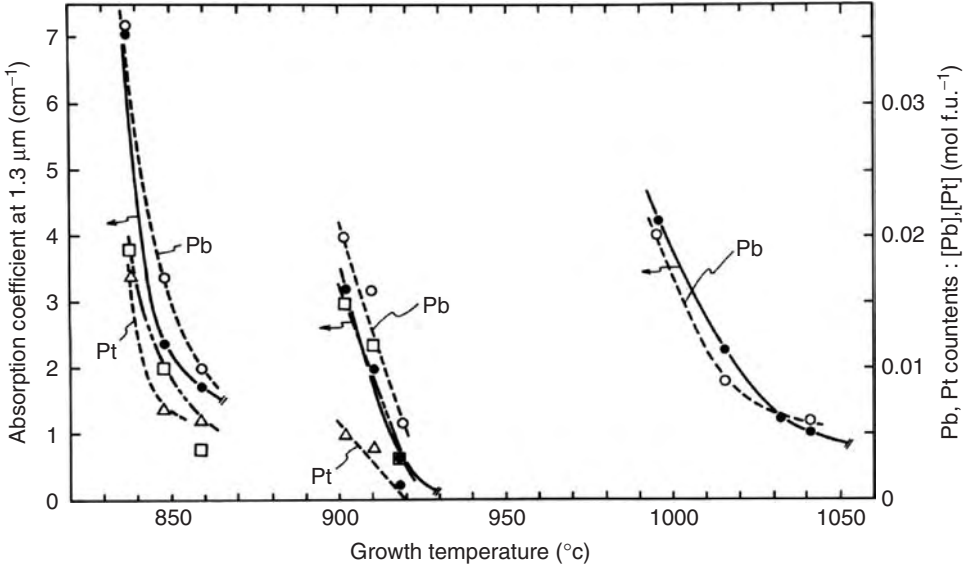 7
6
5
4
3
2
1
0
Absorption coefficient at 1.3 μm (cm⁻¹)
Pb
Pt
Pb
Pt
Pb
0.03
0.02
0.01
0
Pb, Pt countents : [Pb],[Pt] (mol f.u.⁻¹)
850
900
950
1000
1050
Growth temperature (°c)